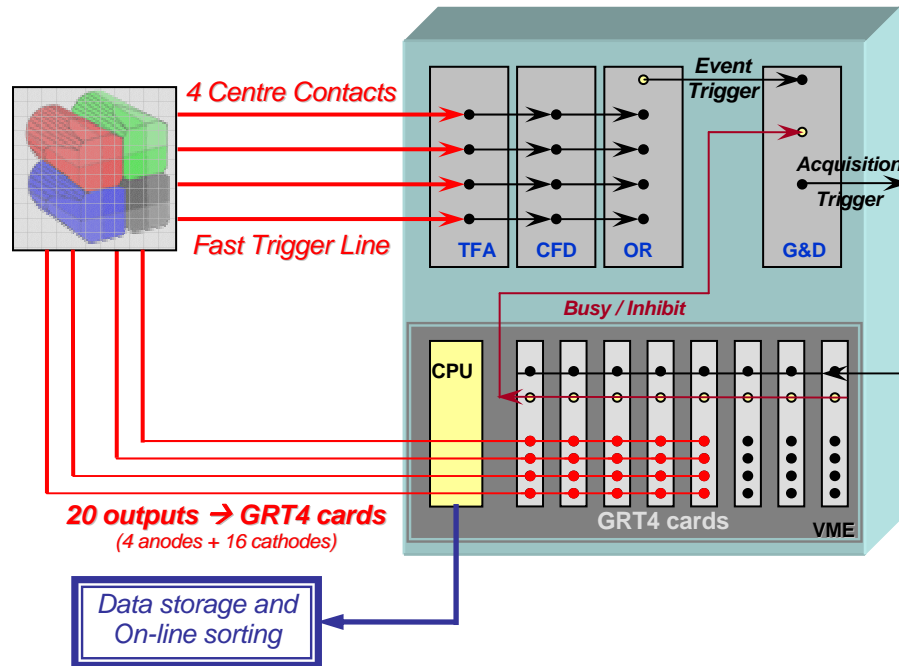 4 Centre Contacts
Fast Trigger Line
Event
Trigger
Acquisition
Trigger
TFA
CFD
OR
G&D
Busy / Inhibit
CPU
20 outputs → GRT4 cards
(4 anodes + 16 cathodes)
GRT4 cards
VME
Data storage and
On-line sorting